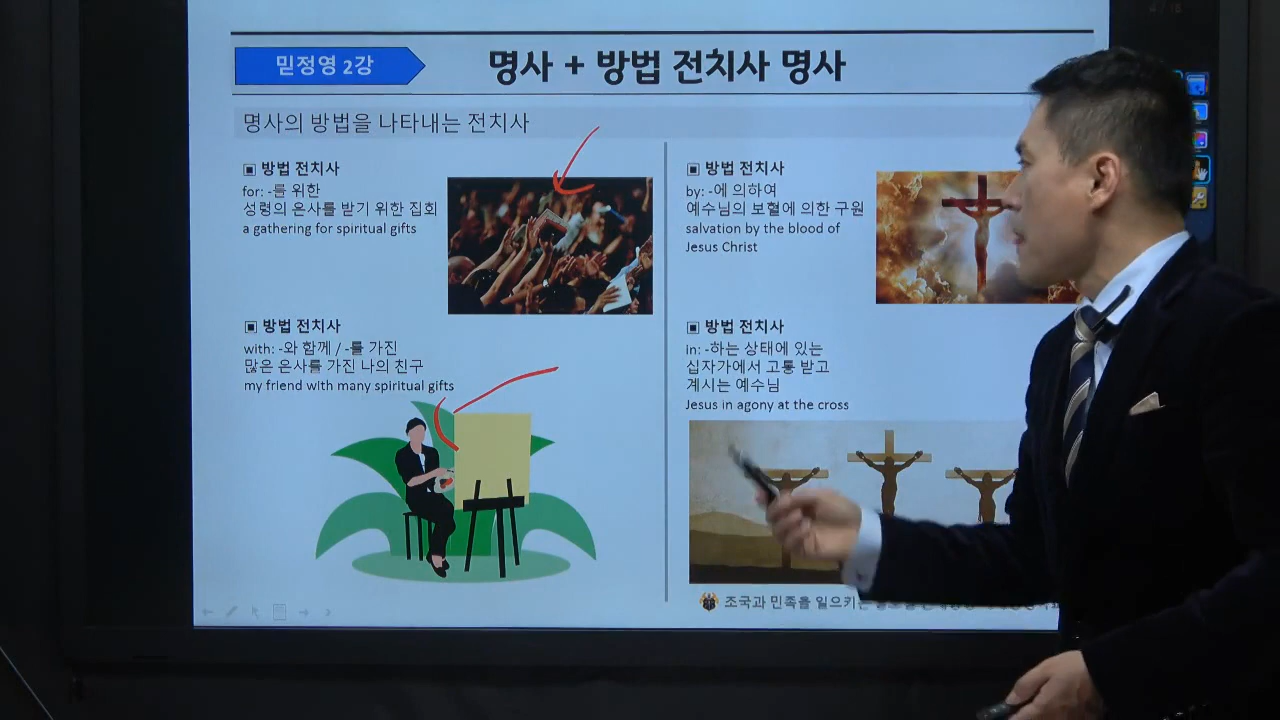 믿정영 2강
명사 + 방법 전치사 명사
명사의 방법을 나타내는 전치사
▣ 방법 전치사
for: -를 위한
성령의 은사를 받기 위한 집회
a gathering for spiritual gifts
▣ 방법 전치사
with: -와 함께 / -를 가진
많은 은사를 가진 나의 친구
my friend with many spiritual gifts
▣ 방법 전치사
by: -에 의하여
예수님의 보혈에 의한 구원
salvation by the blood of
Jesus Christ
▣ 방법 전치사
in: -하는 상태에 있는
십자가에서 고통 받고
계시는 예수님
Jesus in agony at the cross
조국과 민족을 일으키는